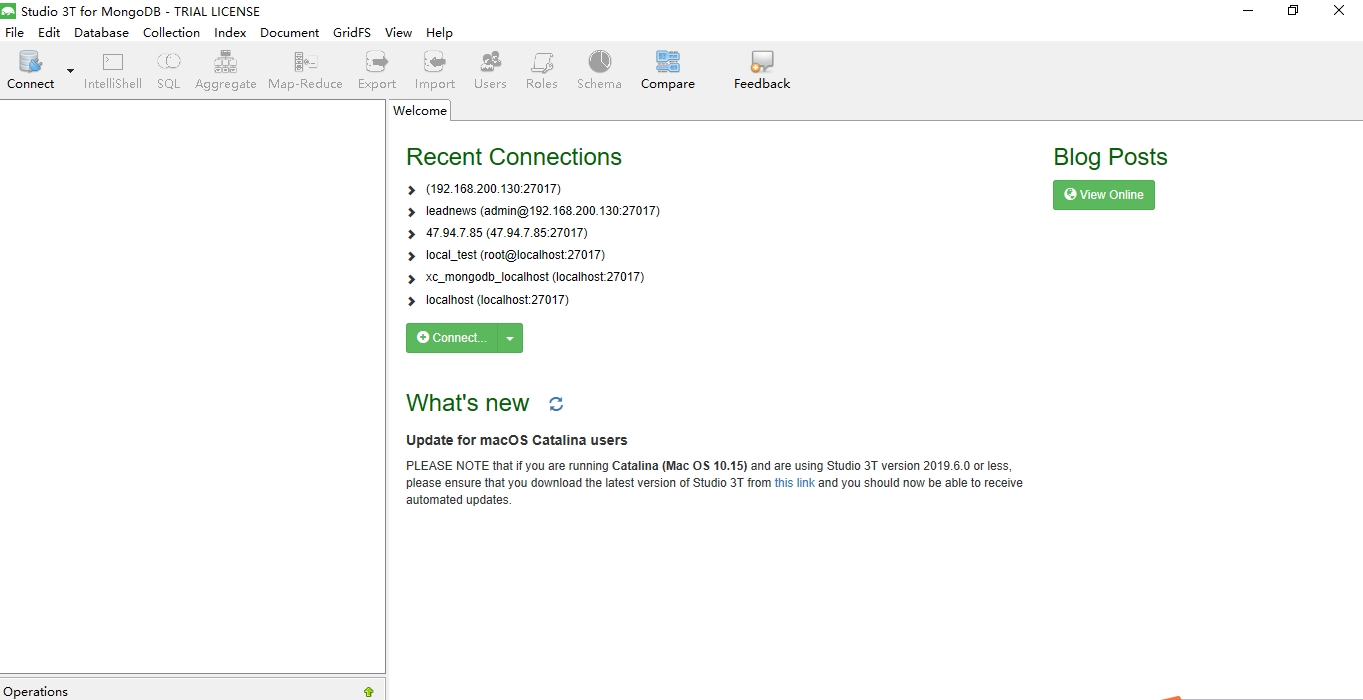 Studio 3T for MongoDB - TRIAL LICENSE
File Edit Database Collection Index Document GridFS View Help
Connect IntelliShell SQL Aggregate Map-Reduce Export Import Users Roles Schema Compare Feedback
Welcome
Recent Connections
(192.168.200.130:27017)
leadnews (admin@192.168.200.130:27017)
47.94.7.85 (47.94.7.85:27017)
local_test (root@localhost:27017)
xc_mongodb_localhost (localhost:27017)
localhost (localhost:27017)
Connect...
Blog Posts
View Online
What's new
Update for macOS Catalina users
PLEASE NOTE that if you are running Catalina (Mac OS 10.15) and are using Studio 3T version 2019.6.0 or less,
please ensure that you download the latest version of Studio 3T from this link and you should now be able to receive
automated updates.
Operations